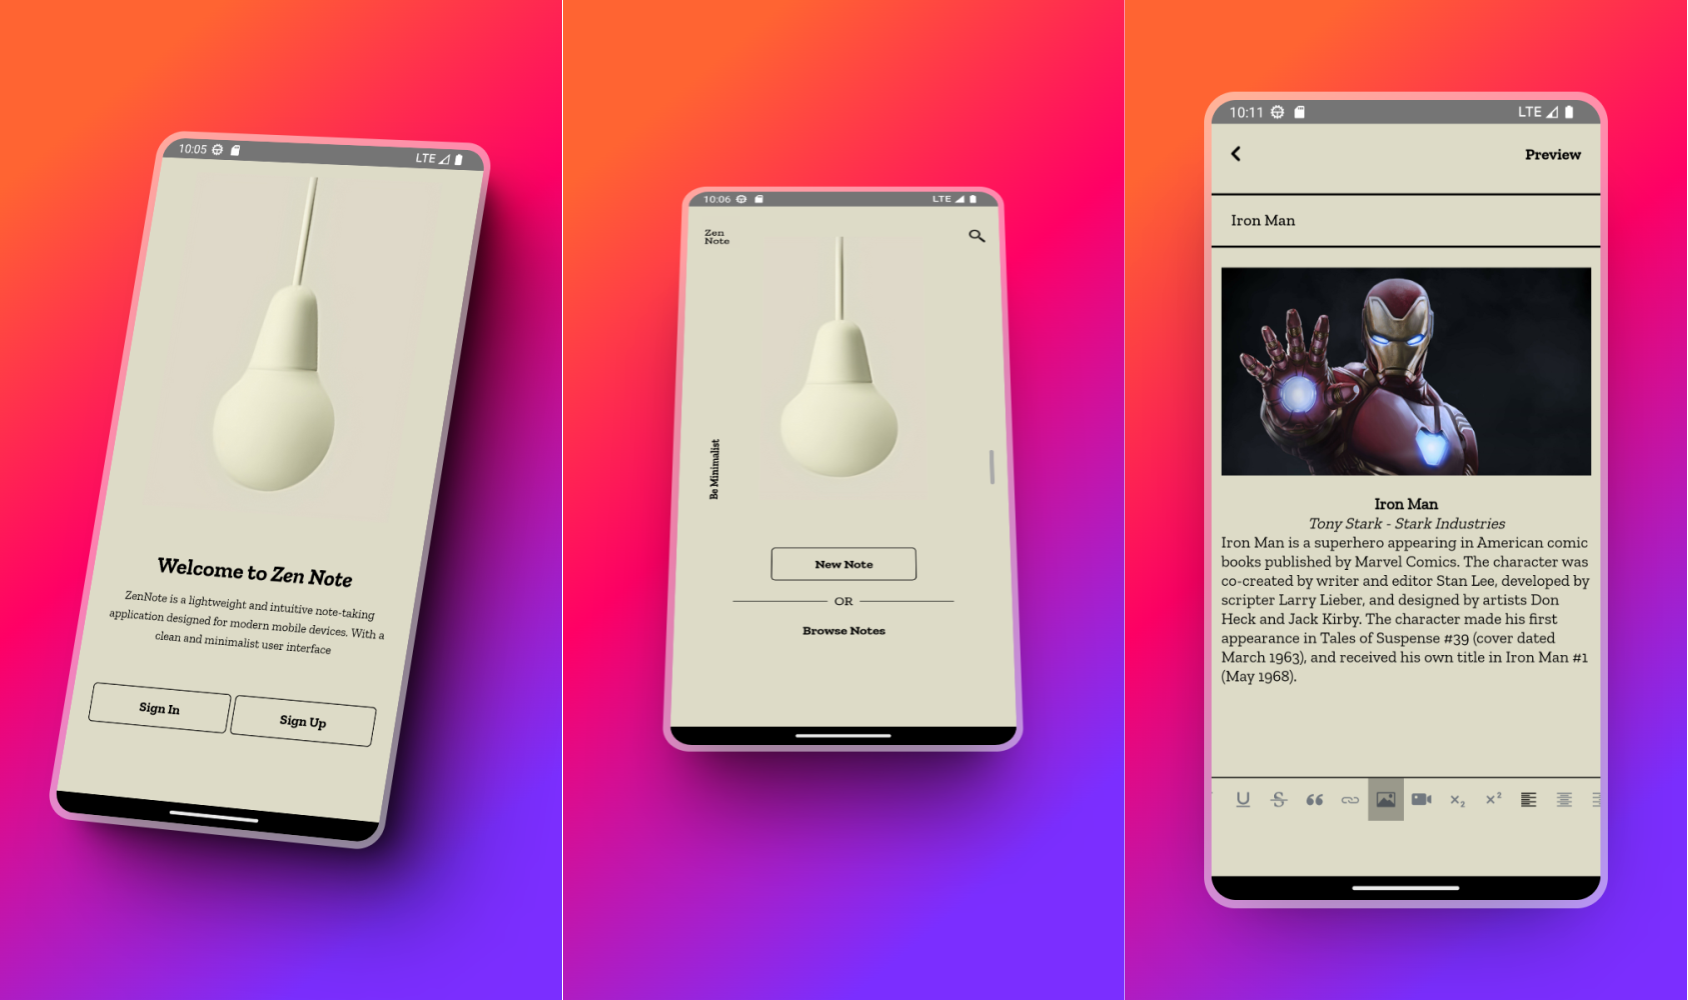 10:05
LTE
Welcome to Zen Note
ZenNote is a lightweight and intuitive note-taking
application designed for modern mobile devices. With a
clean and minimalist user interface
Sign In
Sign Up
10:06
LTE
Zen
Note
Be Minimalist
New Note
OR
Browse Notes
10:11
LTE
Preview
Iron Man
Iron Man
Tony Stark - Stark Industries
Iron Man is a superhero appearing in American comic
books published by Marvel Comics. The character was
co-created by writer and editor Stan Lee, developed by
scripter Larry Lieber, and designed by artists Don
Heck and Jack Kirby. The character made his first
appearance in Tales of Suspense #39 (cover dated
March 1963), and received his own title in Iron Man #1
(May 1968).
U S x₂ x²